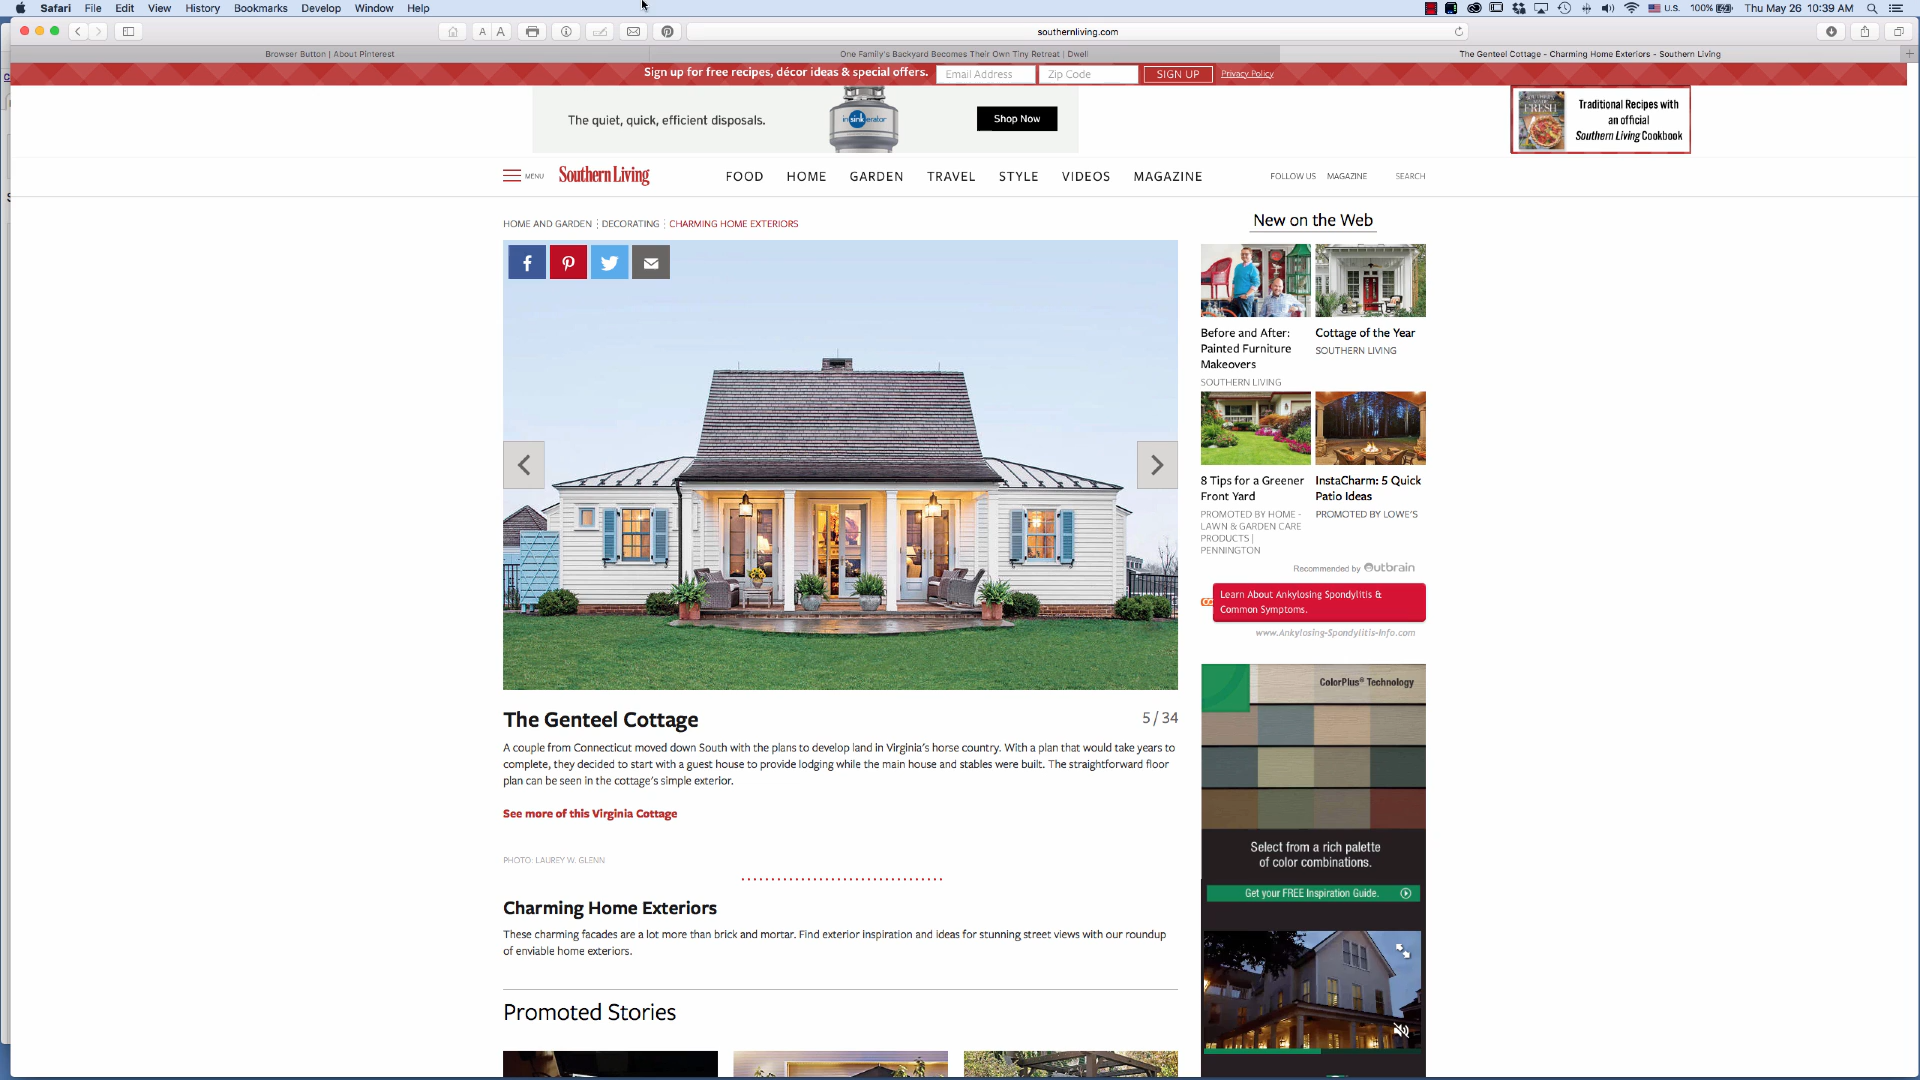 Safari File Edit View History Bookmarks Develop Window Help
U.S. 100% Thu May 26 10:39 AM
A A southernliving.com
Browser Button | About Pinterest
One Family's Backyard Becomes Their Own Tiny Retreat | Dwell
The Genteel Cottage - Charming Home Exteriors - Southern Living
Sign up for free recipes, décor ideas & special offers. Email Address Zip Code SIGN UP Privacy Policy
The quiet, quick, efficient disposals.
insinkerator
Shop Now
FRESH
Traditional Recipes with
an official
Southern Living Cookbook
MENU Southern Living FOOD HOME GARDEN TRAVEL STYLE VIDEOS MAGAZINE FOLLOW US MAGAZINE SEARCH
HOME AND GARDEN DECORATING CHARMING HOME EXTERIORS
The Genteel Cottage 5 / 34
A couple from Connecticut moved down South with the plans to develop land in Virginia's horse country. With a plan that would take years to
complete, they decided to start with a guest house to provide lodging while the main house and stables were built. The straightforward floor
plan can be seen in the cottage's simple exterior.
See more of this Virginia Cottage
PHOTO: LAUREY W. GLENN
Charming Home Exteriors
These charming facades are a lot more than brick and mortar. Find exterior inspiration and ideas for stunning street views with our roundup
of enviable home exteriors.
Promoted Stories
New on the Web
Before and After:
Painted Furniture
Makeovers
SOUTHERN LIVING
Cottage of the Year
SOUTHERN LIVING
8 Tips for a Greener
Front Yard
PROMOTED BY HOME -
LAWN & GARDEN CARE
PRODUCTS |
PENNINGTON
InstaCharm: 5 Quick
Patio Ideas
PROMOTED BY LOWE'S
Recommended by Outbrain
Learn About Ankylosing Spondylitis &
Common Symptoms.
www.Ankylosing-Spondylitis-Info.com
ColorPlus® Technology
Select from a rich palette
of color combinations.
Get your FREE Inspiration Guide.